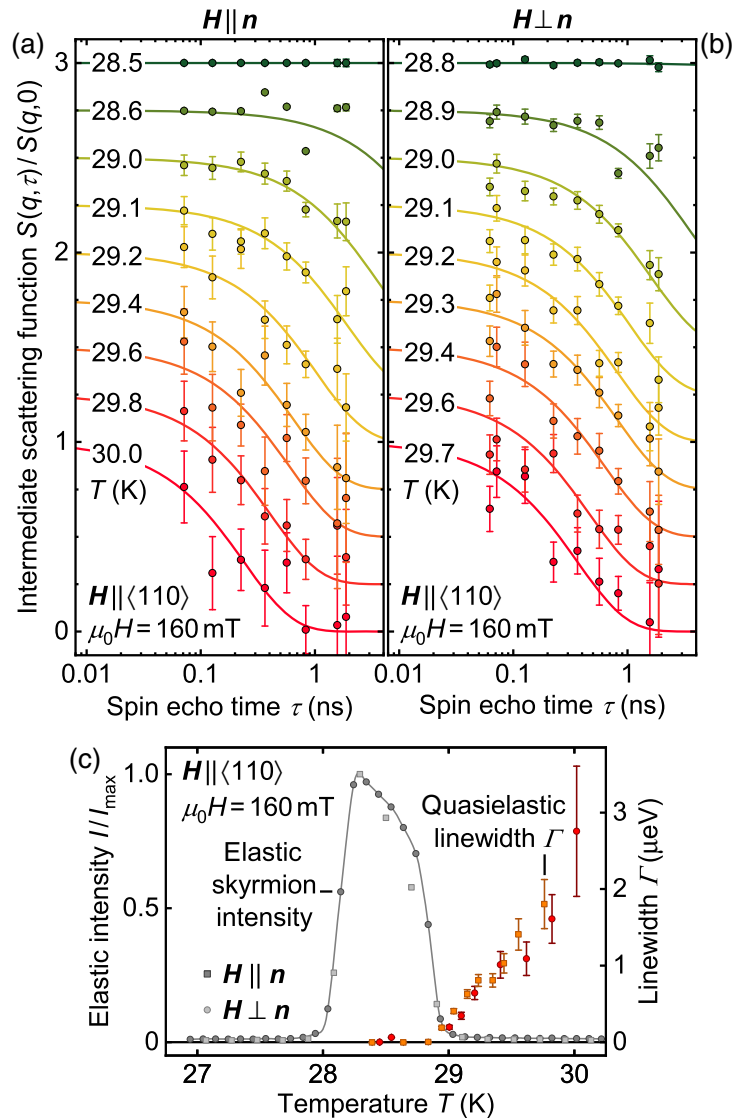 H || n
H ⊥ n
(a)
(b)
Intermediate scattering function S(q,τ) / S(q,0)
3
2
1
0
28.5
28.6
29.0
29.1
29.2
29.4
29.6
29.8
30.0
T (K)
H || ⟨110⟩
μ0H = 160 mT
28.8
28.9
29.0
29.1
29.2
29.3
29.4
29.6
29.7
T (K)
H || ⟨110⟩
μ0H = 160 mT
0.01 0.1 1
0.01 0.1 1
Spin echo time τ (ns)
Spin echo time τ (ns)
(c)
Elastic intensity I / Imax
1.0
0.5
0
H || ⟨110⟩
μ0H = 160 mT
Elastic
skyrmion
intensity
Quasielastic
linewidth Γ
H || n
H ⊥ n
3
2
1
0
Linewidth Γ (μeV)
27 28 29 30
Temperature T (K)